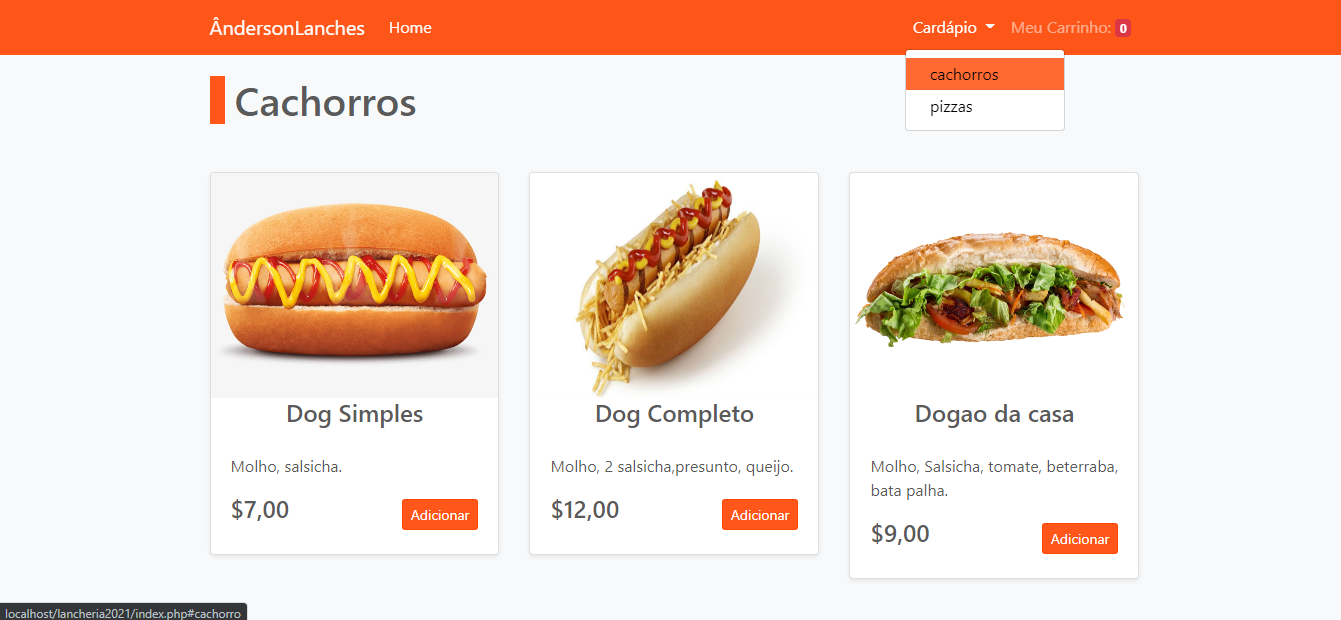 ÂndersonLanches Home Cardápio Meu Carrinho: 0
cachorros
pizzas
Cachorros
Dog Simples
Molho, salsicha.
$7,00 Adicionar
Dog Completo
Molho, 2 salsicha,presunto, queijo.
$12,00 Adicionar
Dogao da casa
Molho, Salsicha, tomate, beterraba,
bata palha.
$9,00 Adicionar
localhost/lancheria2021/index.php#cachorro